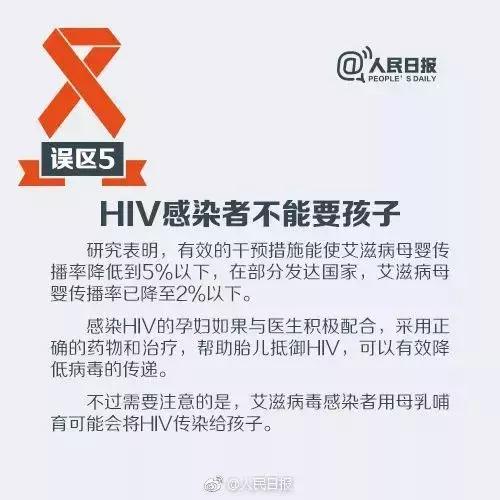 @人民日报
PEOPLE'S DAILY
误区5
HIV感染者不能要孩子
研究表明，有效的干预措施能使艾滋病母婴传
播率降低到5%以下，在部分发达国家，艾滋病母
婴传播率已降至2%以下。
感染HIV的孕妇如果与医生积极配合，采用正
确的药物和治疗，帮助胎儿抵御HIV，可以有效降
低病毒的传递。
不过需要注意的是，艾滋病毒感染者用母乳哺
育可能会将HIV传染给孩子。
@人民日报